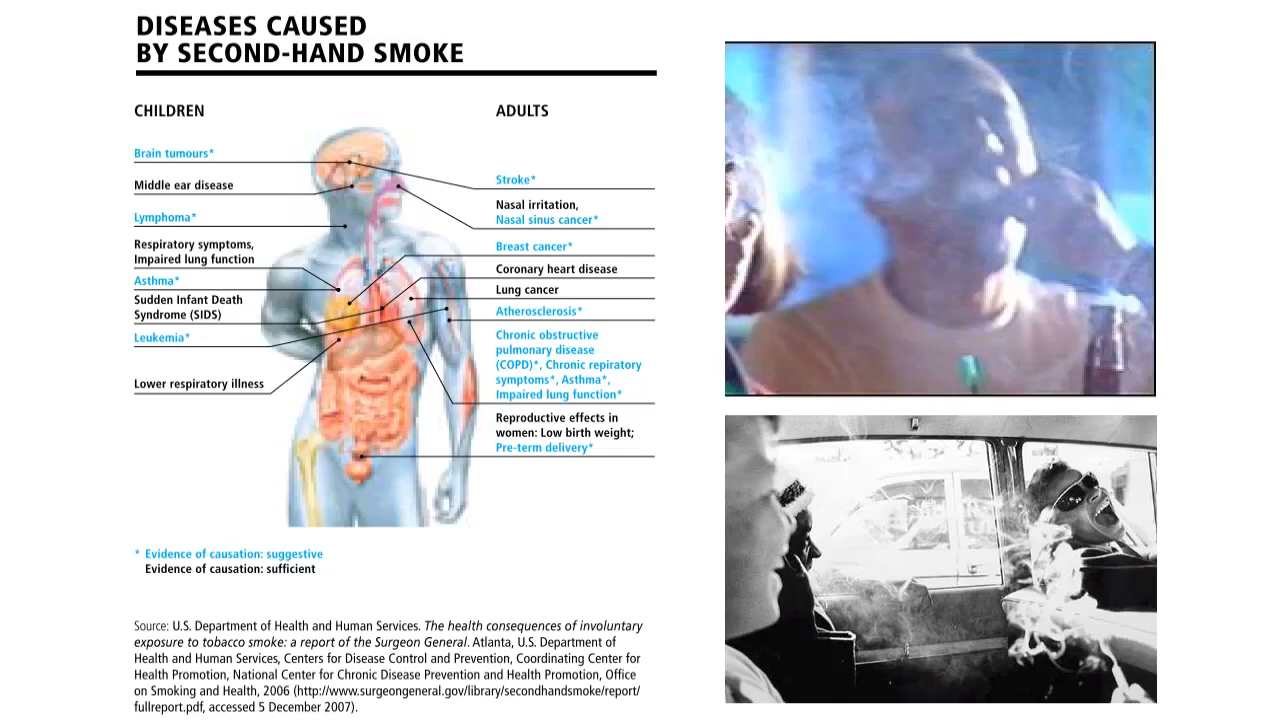 DISEASES CAUSED
BY SECOND-HAND SMOKE
CHILDREN
Brain tumours*
Middle ear disease
Lymphoma*
Respiratory symptoms,
Impaired lung function
Asthma*
Sudden Infant Death
Syndrome (SIDS)
Leukemia*
Lower respiratory illness
ADULTS
Stroke*
Nasal irritation,
Nasal sinus cancer*
Breast cancer*
Coronary heart disease
Lung cancer
Atherosclerosis*
Chronic obstructive
pulmonary disease
(COPD)*, Chronic repiratory
symptoms*, Asthma*,
Impaired lung function*
Reproductive effects in
women: Low birth weight;
Pre-term delivery*
* Evidence of causation: suggestive
Evidence of causation: sufficient
Source: U.S. Department of Health and Human Services. The health consequences of involuntary
exposure to tobacco smoke: a report of the Surgeon General. Atlanta, U.S. Department of
Health and Human Services, Centers for Disease Control and Prevention, Coordinating Center for
Health Promotion, National Center for Chronic Disease Prevention and Health Promotion, Office
on Smoking and Health, 2006 (http://www.surgeongeneral.gov/library/secondhandsmoke/report/
fullreport.pdf, accessed 5 December 2007).